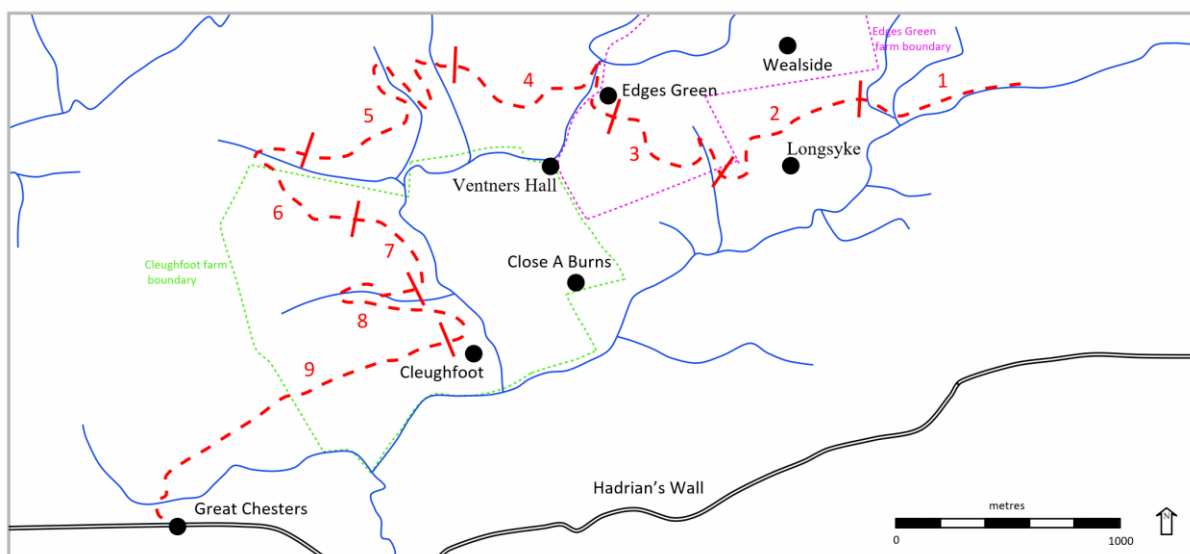 Edges Green
farm boundary
Wealside
1
4
Edges Green
2
5
3
Longsyke
Ventners Hall
6
7
Cleughfoot farm
boundary
Close A Burns
8
9
Cleughfoot
Hadrian's Wall
Great Chesters
metres
0
1000
N